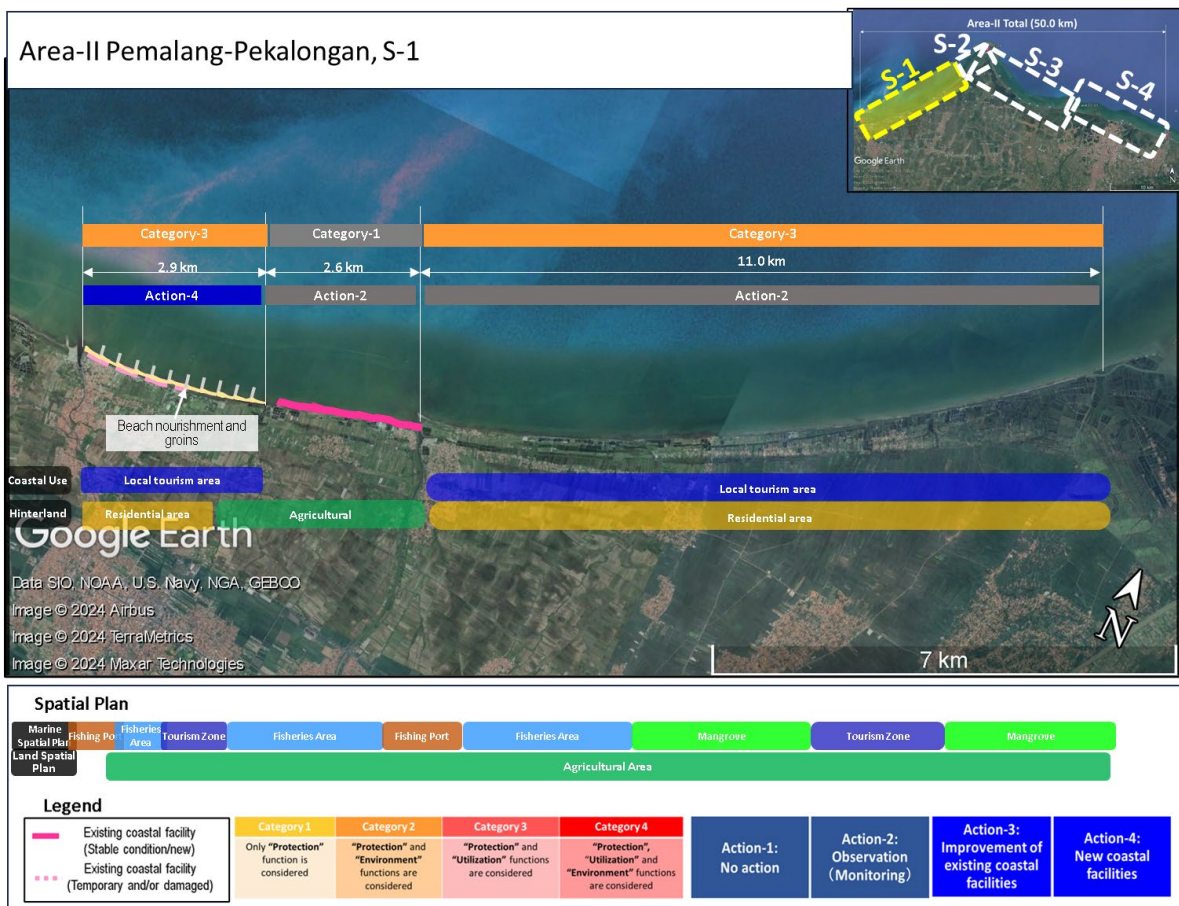 Area-II Pemalang-Pekalongan, S-1
Area-II Total (50.0 km)
S-1
S-2
S-3
S-4
Google Earth
N
Category-3
Category-1
Category-3
2.9 km
2.6 km
11.0 km
Action-4
Action-2
Action-2
Beach nourishment and
groins
Coastal Use
Local tourism area
Local tourism area
Hinterland
Residential area
Agricultural
Residential area
Google Earth
Data SIO, NOAA, U.S. Navy, NGA, GEBCO
Image © 2024 Airbus
Image © 2024 TerraMetrics
Image © 2024 Maxar Technologies
N
7 km
Spatial Plan
Marine
Spatial Plan
Fishing Po
Fisheries
Area
Tourism Zone
Fisheries Area
Fishing Port
Fisheries Area
Mangrove
Tourism Zone
Mangrove
Land Spatial
Plan
Agricultural Area
Legend
Existing coastal facility
(Stable condition/new)
Existing coastal facility
(Temporary and/or damaged)
Category 1
Only "Protection"
function is
considered
Category 2
"Protection" and
"Environment"
functions are
considered
Category 3
"Protection" and
"Utilization" functions
are considered
Category 4
"Protection",
"Utilization" and
"Environment" functions
are considered
Action-1:
No action
Action-2:
Observation
(Monitoring)
Action-3:
Improvement of
existing coastal
facilities
Action-4:
New coastal
facilities